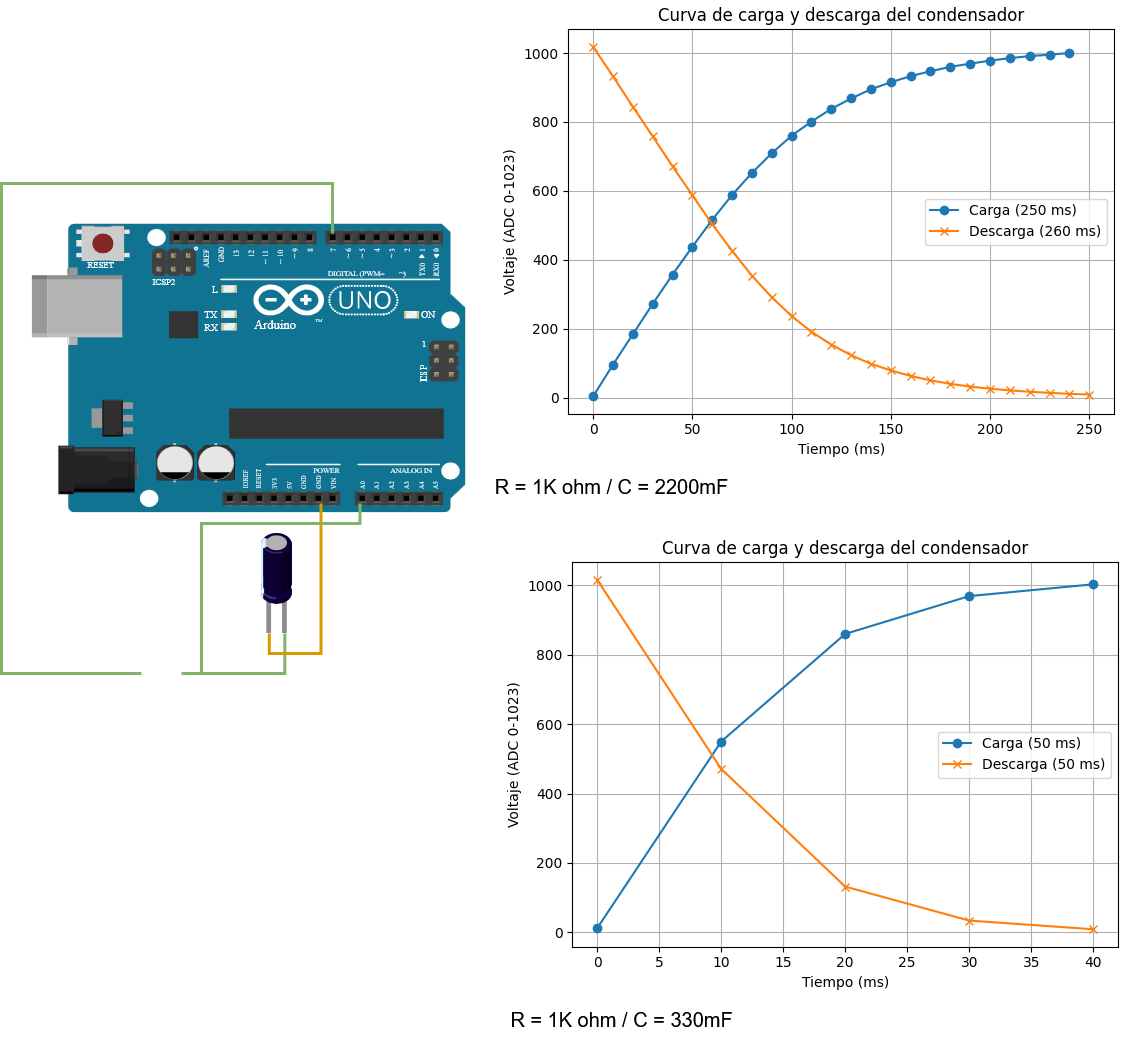 Curva de carga y descarga del condensador
1000
800
600
400
200
0
Voltaje (ADC 0-1023)
Carga (250 ms)
Descarga (260 ms)
0 50 100 150 200 250
Tiempo (ms)
R = 1K ohm / C = 2200mF
Curva de carga y descarga del condensador
1000
800
600
400
200
0
Voltaje (ADC 0-1023)
Carga (50 ms)
Descarga (50 ms)
0 5 10 15 20 25 30 35 40
Tiempo (ms)
R = 1K ohm / C = 330mF
RESET
ICSP2
AREF
GND
13
12
~11
~10
~9
8
7
~6
~5
4
~3
2
TX0 ▶ 1
RX0 ◀ 0
DIGITAL (PWM= ~)
L
TX
RX
UNO
Arduino
™
ON
1
ICSP
POWER
ANALOG IN
IOREF
RESET
3V3
5V
GND
GND
VIN
A0
A1
A2
A3
A4
A5